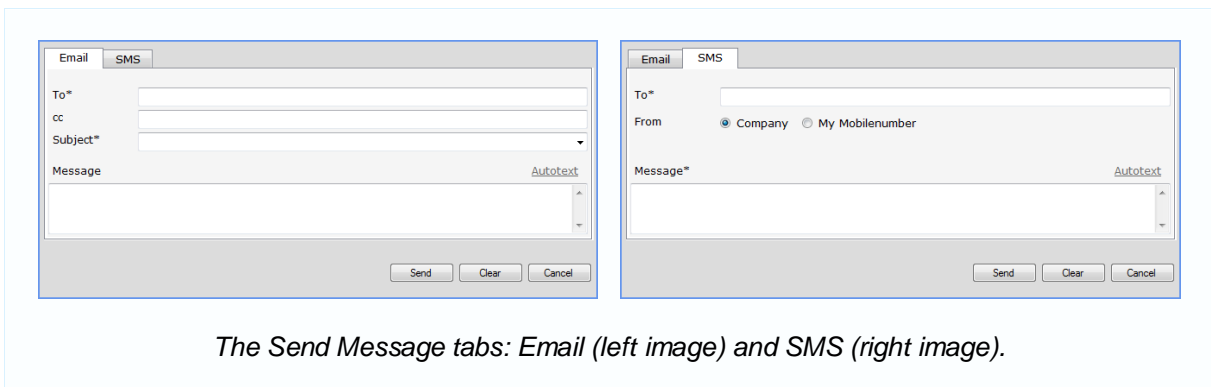 Email SMS
To*
cc
Subject*
Message Autotext
Send Clear Cancel
Email SMS
To*
From Company My Mobilenumber
Message* Autotext
Send Clear Cancel
The Send Message tabs: Email (left image) and SMS (right image).